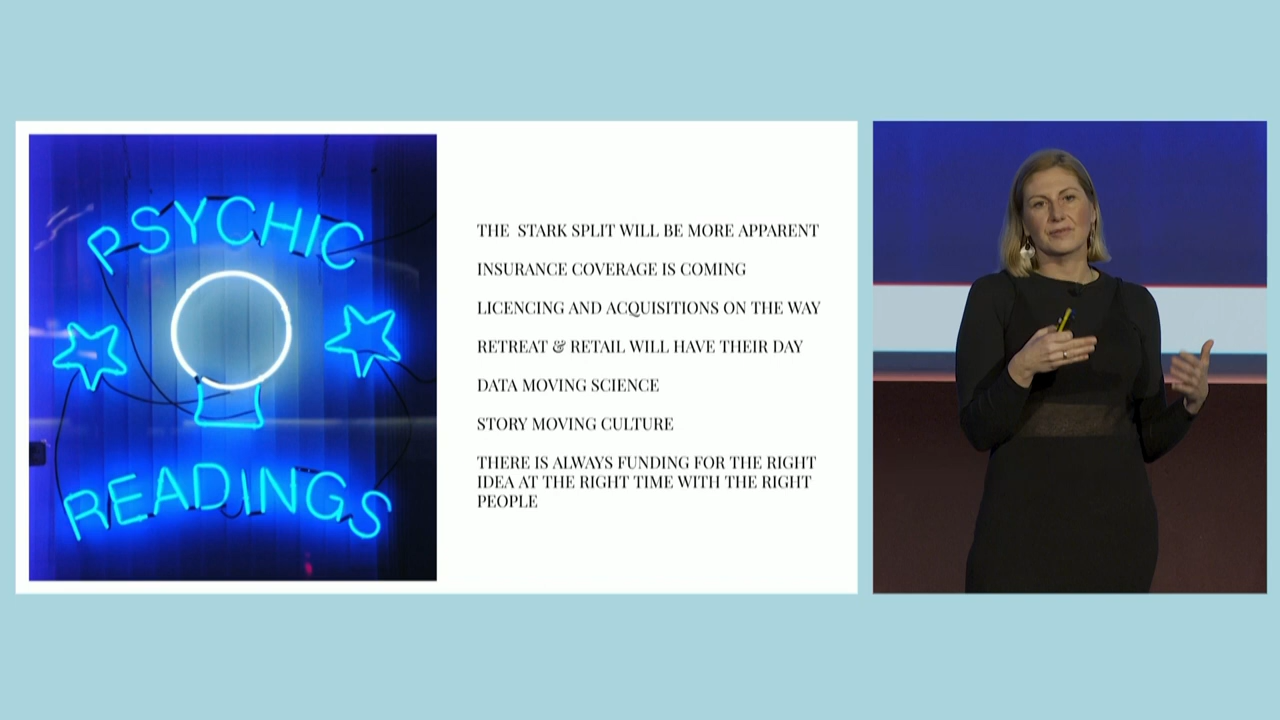 PSYCHIC
READINGS
THE STARK SPLIT WILL BE MORE APPARENT
INSURANCE COVERAGE IS COMING
LICENCING AND ACQUISITIONS ON THE WAY
RETREAT & RETAIL WILL HAVE THEIR DAY
DATA MOVING SCIENCE
STORY MOVING CULTURE
THERE IS ALWAYS FUNDING FOR THE RIGHT
IDEA AT THE RIGHT TIME WITH THE RIGHT
PEOPLE